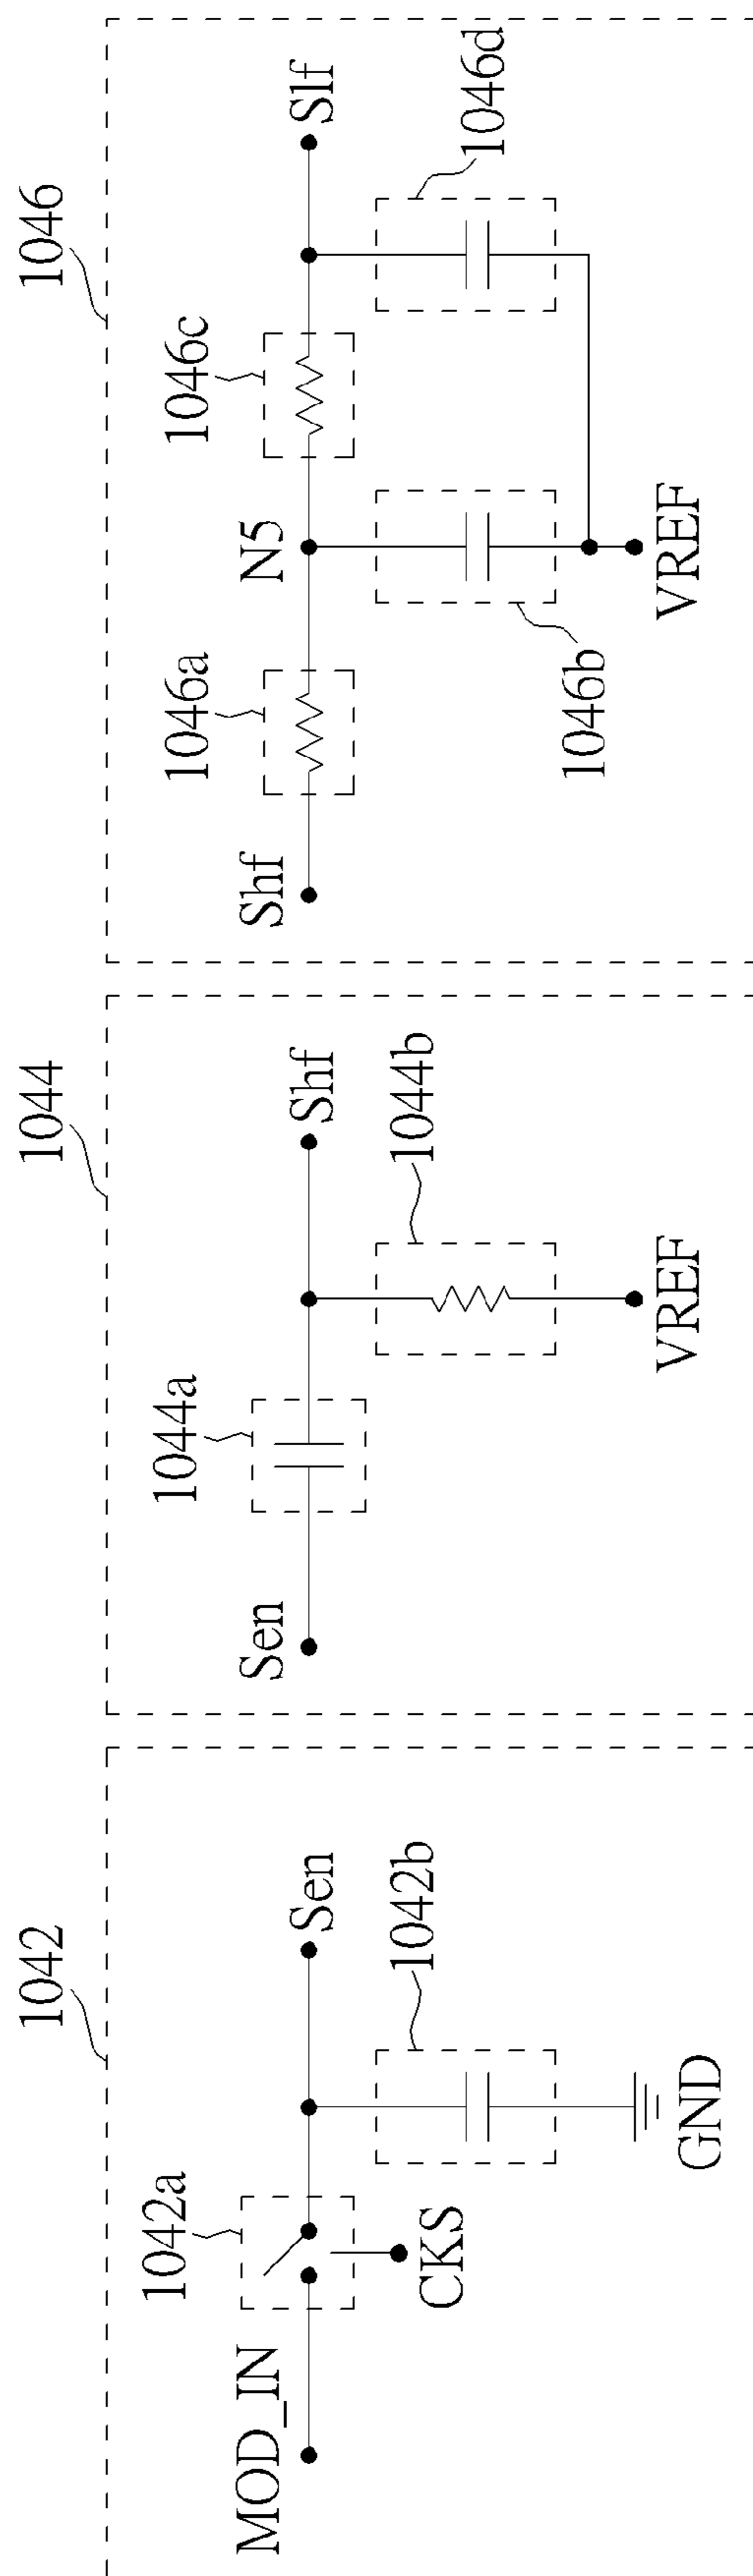 1042
1042a
MOD_IN
Sen
CKS
1042b
GND
1044
1044a
Sen
Shf
1044b
VREF
1046
1046a
N5
1046c
Shf
Slf
1046b
1046d
VREF